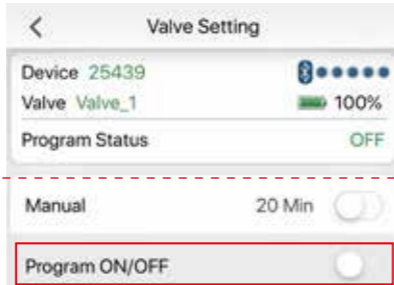 Valve Setting
Device 25439
Valve Valve_1 100%
Program Status OFF
Manual 20 Min
Program ON/OFF